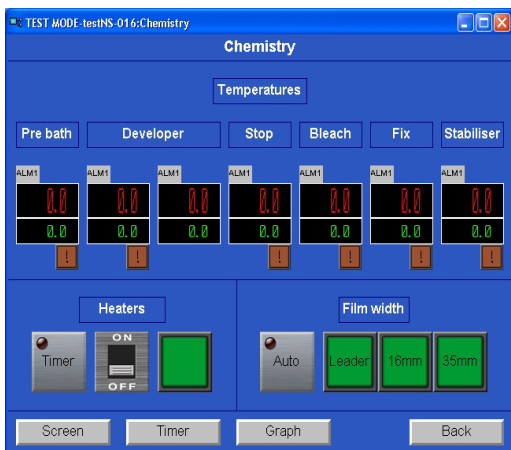 TEST MODE-testNS-016:Chemistry
Chemistry
Temperatures
Pre bath Developer Stop Bleach Fix Stabiliser
ALM1 ALM1 ALM1 ALM1 ALM1 ALM1 ALM1
0.0 0.0 0.0 0.0 0.0 0.0 0.0
0.0 0.0 0.0 0.0 0.0 0.0 0.0
! ! ! ! ! !
Heaters Film width
Timer ON OFF Auto Leader 16mm 35mm
Screen Timer Graph Back